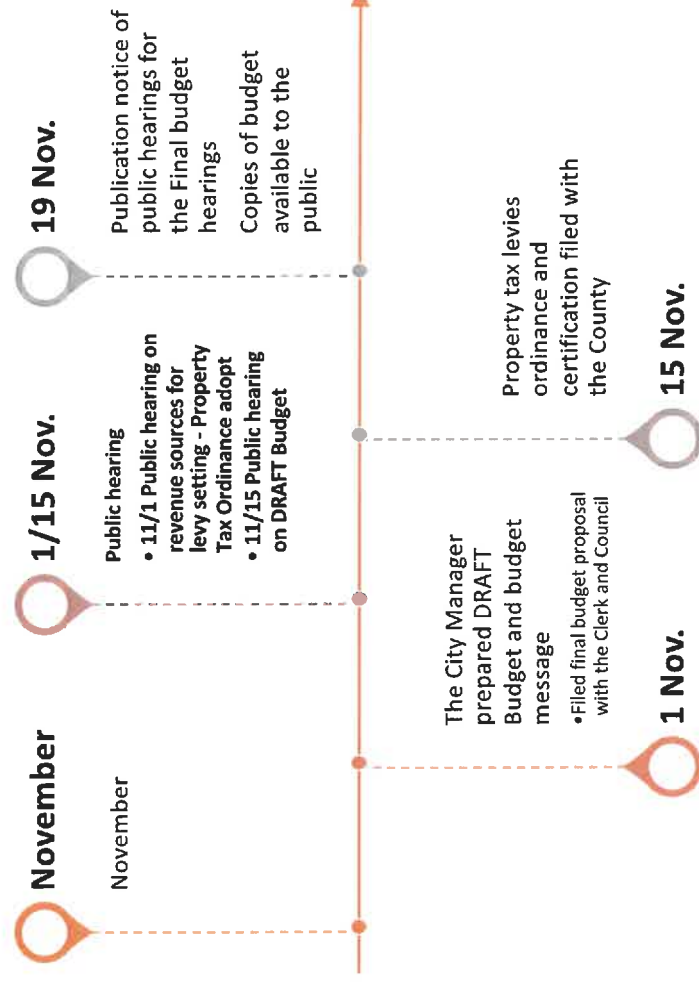 November
November
1 Nov.
The City Manager
prepared DRAFT
Budget and budget
message
•Filed final budget proposal
with the Clerk and Council
1/15 Nov.
Public hearing
• 11/1 Public hearing on
revenue sources for
levy setting - Property
Tax Ordinance adopt
• 11/15 Public hearing
on DRAFT Budget
15 Nov.
Property tax levies
ordinance and
certification filed with
the County
19 Nov.
Publication notice of
public hearings for
the Final budget
hearings
Copies of budget
available to the
public